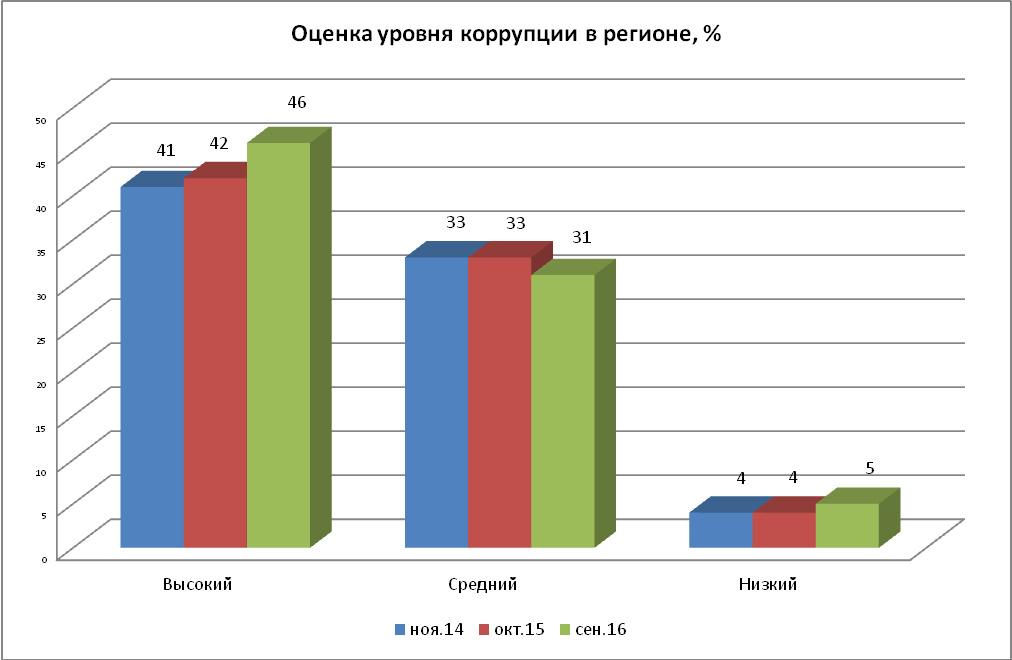 Оценка уровня коррупции в регионе, %
50
45
40
35
30
25
20
15
10
5
0
41
42
46
33
33
31
4
4
5
Высокий
Средний
Низкий
ноя.14
окт.15
сен.16